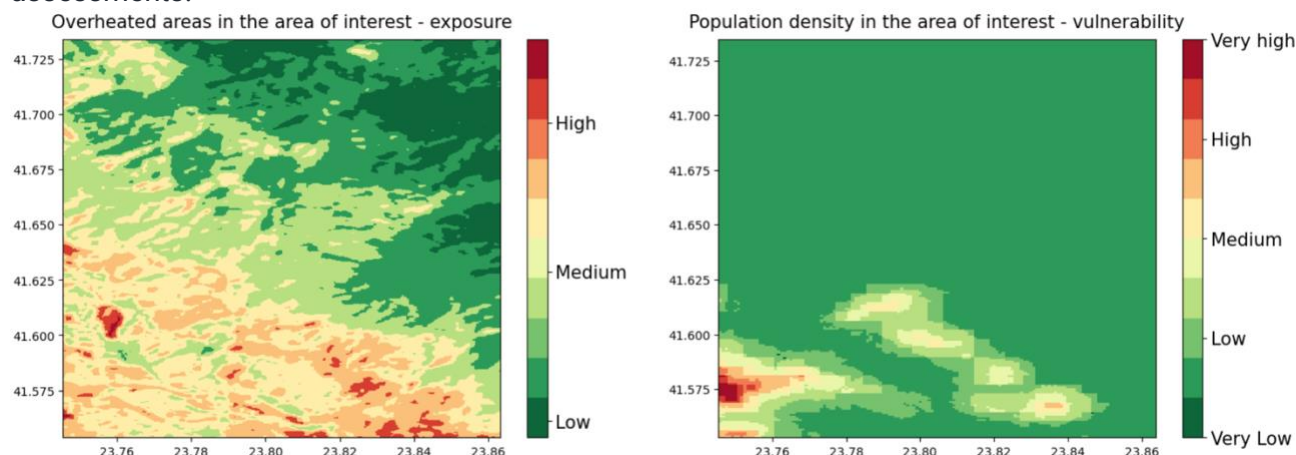 assessments.
Overheated areas in the area of interest - exposure
41.725
41.700
41.675
41.650
41.625
41.600
41.575
23.76 23.78 23.80 23.82 23.84 23.86
High
Medium
Low
Population density in the area of interest - vulnerability
41.725
41.700
41.675
41.650
41.625
41.600
41.575
23.76 23.78 23.80 23.82 23.84 23.86
Very high
High
Medium
Low
Very Low